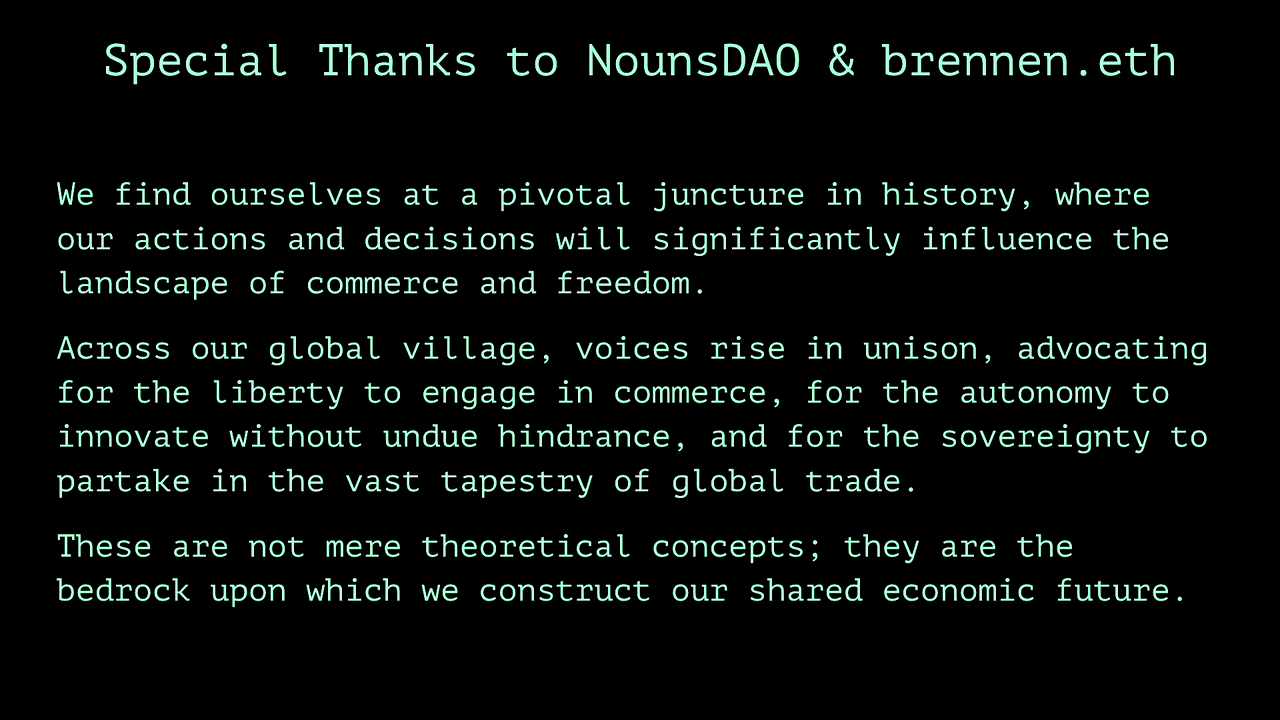 Special Thanks to NounsDAO & brennen.eth
We find ourselves at a pivotal juncture in history, where
our actions and decisions will significantly influence the
landscape of commerce and freedom.
Across our global village, voices rise in unison, advocating
for the liberty to engage in commerce, for the autonomy to
innovate without undue hindrance, and for the sovereignty to
partake in the vast tapestry of global trade.
These are not mere theoretical concepts; they are the
bedrock upon which we construct our shared economic future.